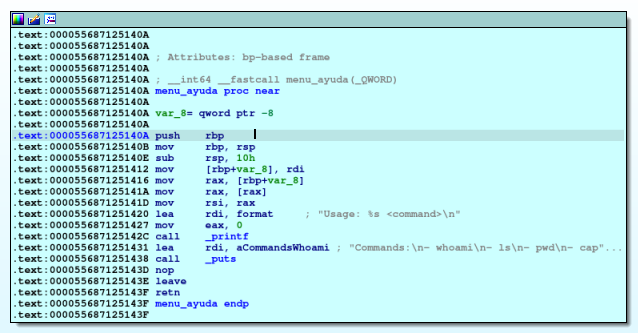 .text:000055687125140A
.text:000055687125140A
.text:000055687125140A ; Attributes: bp-based frame
.text:000055687125140A
.text:000055687125140A ; __int64 __fastcall menu_ayuda(_QWORD)
.text:000055687125140A menu_ayuda proc near
.text:000055687125140A
.text:000055687125140A var_8= qword ptr -8
.text:000055687125140A
.text:000055687125140A push    rbp
.text:000055687125140B mov     rbp, rsp
.text:000055687125140E sub     rsp, 10h
.text:0000556871251412 mov     [rbp+var_8], rdi
.text:0000556871251416 mov     rax, [rbp+var_8]
.text:000055687125141A mov     rax, [rax]
.text:000055687125141D mov     rsi, rax
.text:0000556871251420 lea     rdi, format     ; "Usage: %s <command>\n"
.text:0000556871251427 mov     eax, 0
.text:000055687125142C call    _printf
.text:0000556871251431 lea     rdi, aCommandsWhoami ; "Commands:\n- whoami\n- ls\n- pwd\n- cap"...
.text:0000556871251438 call    _puts
.text:000055687125143D nop
.text:000055687125143E leave
.text:000055687125143F retn
.text:000055687125143F menu_ayuda endp
.text:000055687125143F